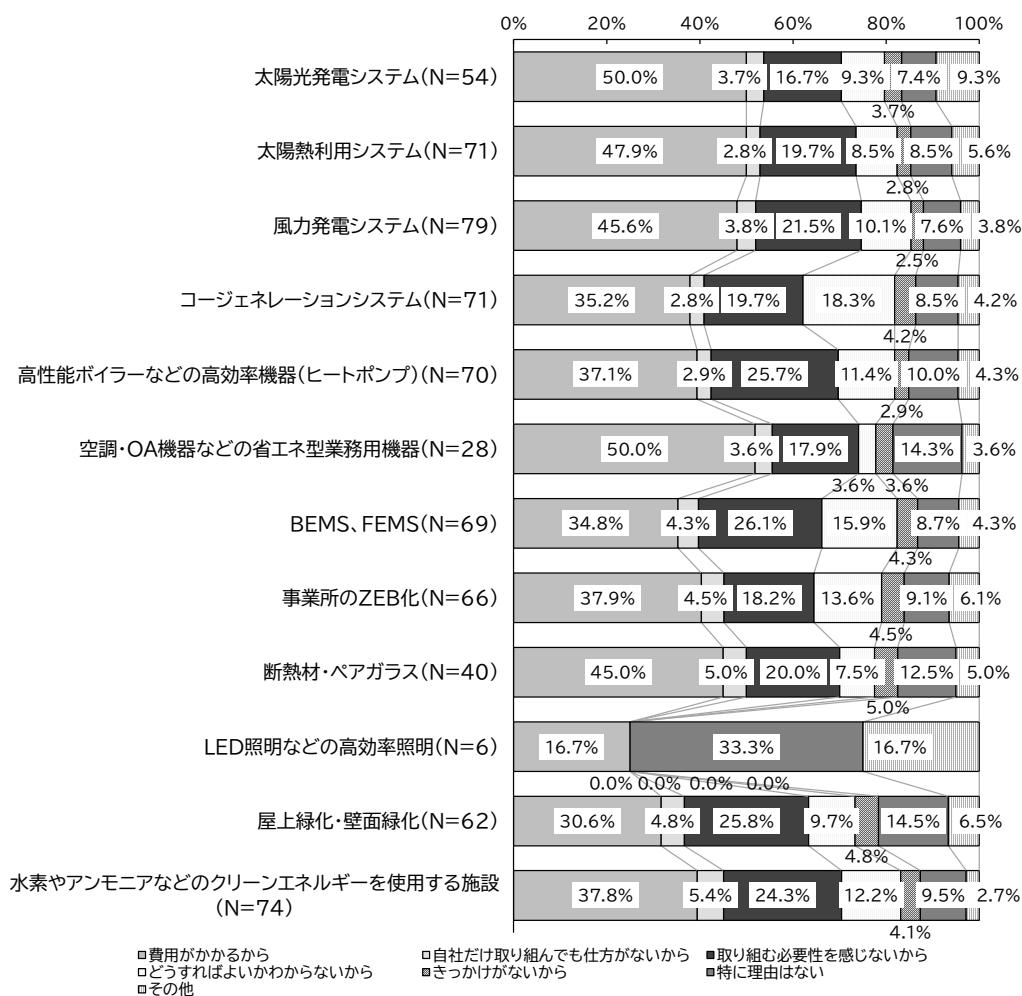 0% 20% 40% 60% 80% 100%
太陽光発電システム(N=54) 50.0% 3.7% 16.7% 9.3% 3.7% 7.4% 9.3%
太陽熱利用システム(N=71) 47.9% 2.8% 19.7% 8.5% 2.8% 8.5% 5.6%
風力発電システム(N=79) 45.6% 3.8% 21.5% 10.1% 2.5% 7.6% 3.8%
コージェネレーションシステム(N=71) 35.2% 2.8% 19.7% 18.3% 4.2% 8.5% 4.2%
高性能ボイラーなどの高効率機器(ヒートポンプ)(N=70) 37.1% 2.9% 25.7% 11.4% 2.9% 10.0% 4.3%
空調・OA機器などの省エネ型業務用機器(N=28) 50.0% 3.6% 17.9% 3.6% 3.6% 14.3% 3.6%
BEMS、FEMS(N=69) 34.8% 4.3% 26.1% 15.9% 4.3% 8.7% 4.3%
事業所のZEB化(N=66) 37.9% 4.5% 18.2% 13.6% 4.5% 9.1% 6.1%
断熱材・ペアガラス(N=40) 45.0% 5.0% 20.0% 7.5% 5.0% 12.5% 5.0%
LED照明などの高効率照明(N=6) 16.7% 0.0% 0.0% 0.0% 0.0% 33.3% 16.7%
屋上緑化・壁面緑化(N=62) 30.6% 4.8% 25.8% 9.7% 4.8% 14.5% 6.5%
水素やアンモニアなどのクリーンエネルギーを使用する施設
(N=74) 37.8% 5.4% 24.3% 12.2% 4.1% 9.5% 2.7%
費用がかかるから 自社だけ取り組んでも仕方がないから 取り組む必要性を感じないから
どうすればよいかわからないから きっかけがないから 特に理由はない
その他